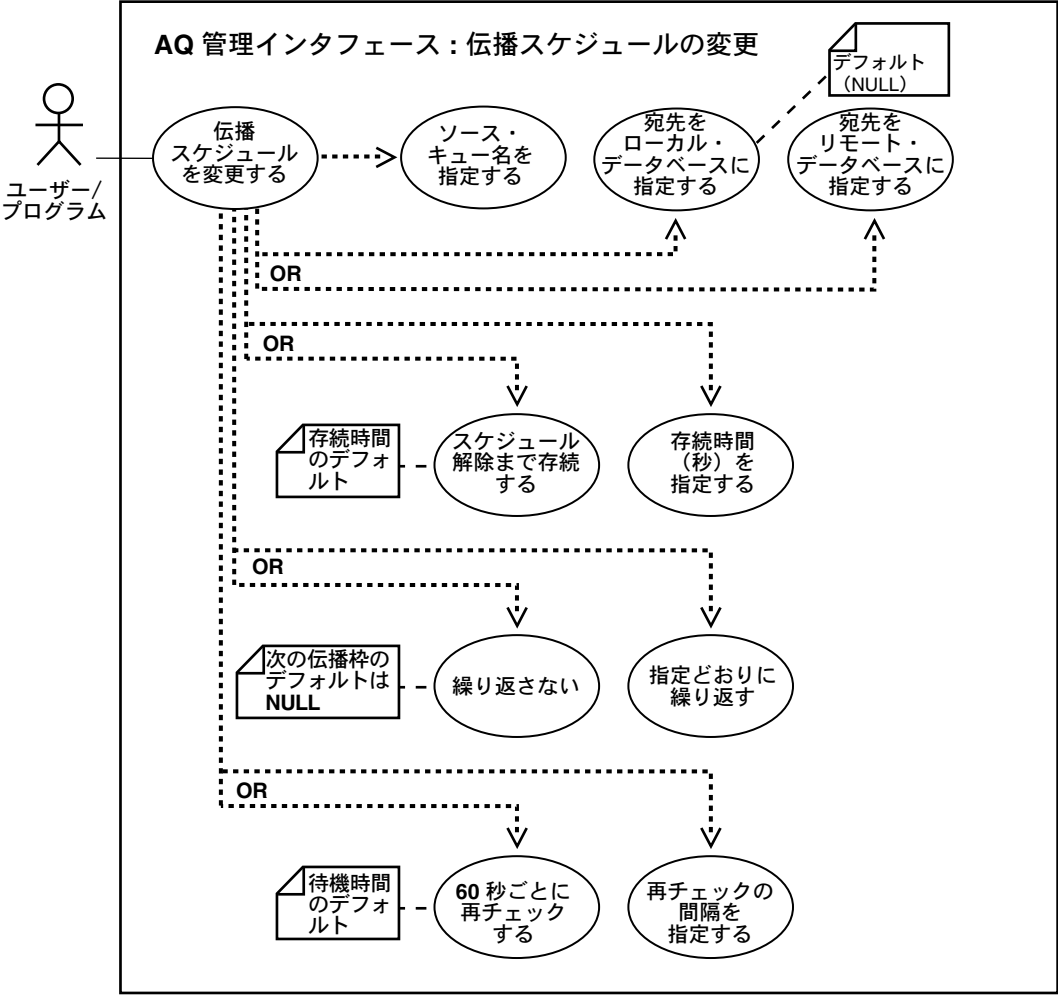 AQ 管理インタフェース : 伝播スケジュールの変更
デフォルト
（NULL）
ユーザー/
プログラム
伝播
スケジュール
を変更する
ソース・
キュー名を
指定する
宛先を
ローカル・
データベースに
指定する
宛先を
リモート・
データベースに
指定する
OR
OR
存続時間
のデフォ
ルト
スケジュール
解除まで存続
する
存続時間
（秒）を
指定する
OR
次の伝播枠の
デフォルトは
NULL
繰り返さない
指定どおりに
繰り返す
OR
待機時間
のデフォ
ルト
60 秒ごとに
再チェック
する
再チェックの
間隔を
指定する